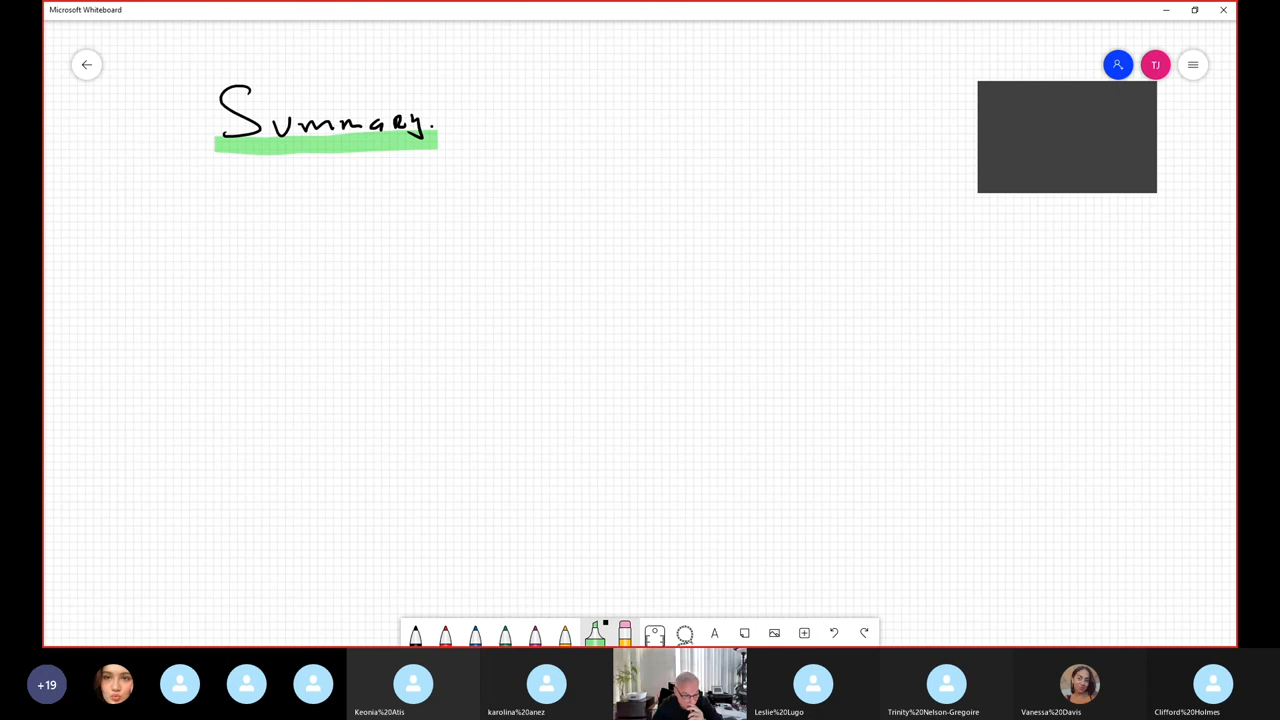 Microsoft Whiteboard
TJ
Summary.
A
+19
Keonia%20Atis
karolina%20anez
Leslie%20Lugo
Trinity%20Nelson-Gregoire
Vanessa%20Davis
Clifford%20Holmes